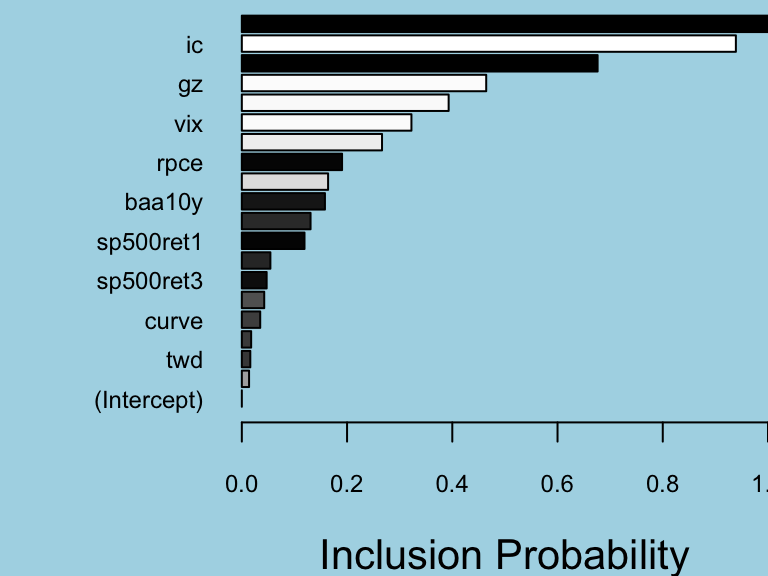 ic
gz
vix
rpce
baa10y
sp500ret1
sp500ret3
curve
twd
(Intercept)
0.0 0.2 0.4 0.6 0.8 1.
Inclusion Probability